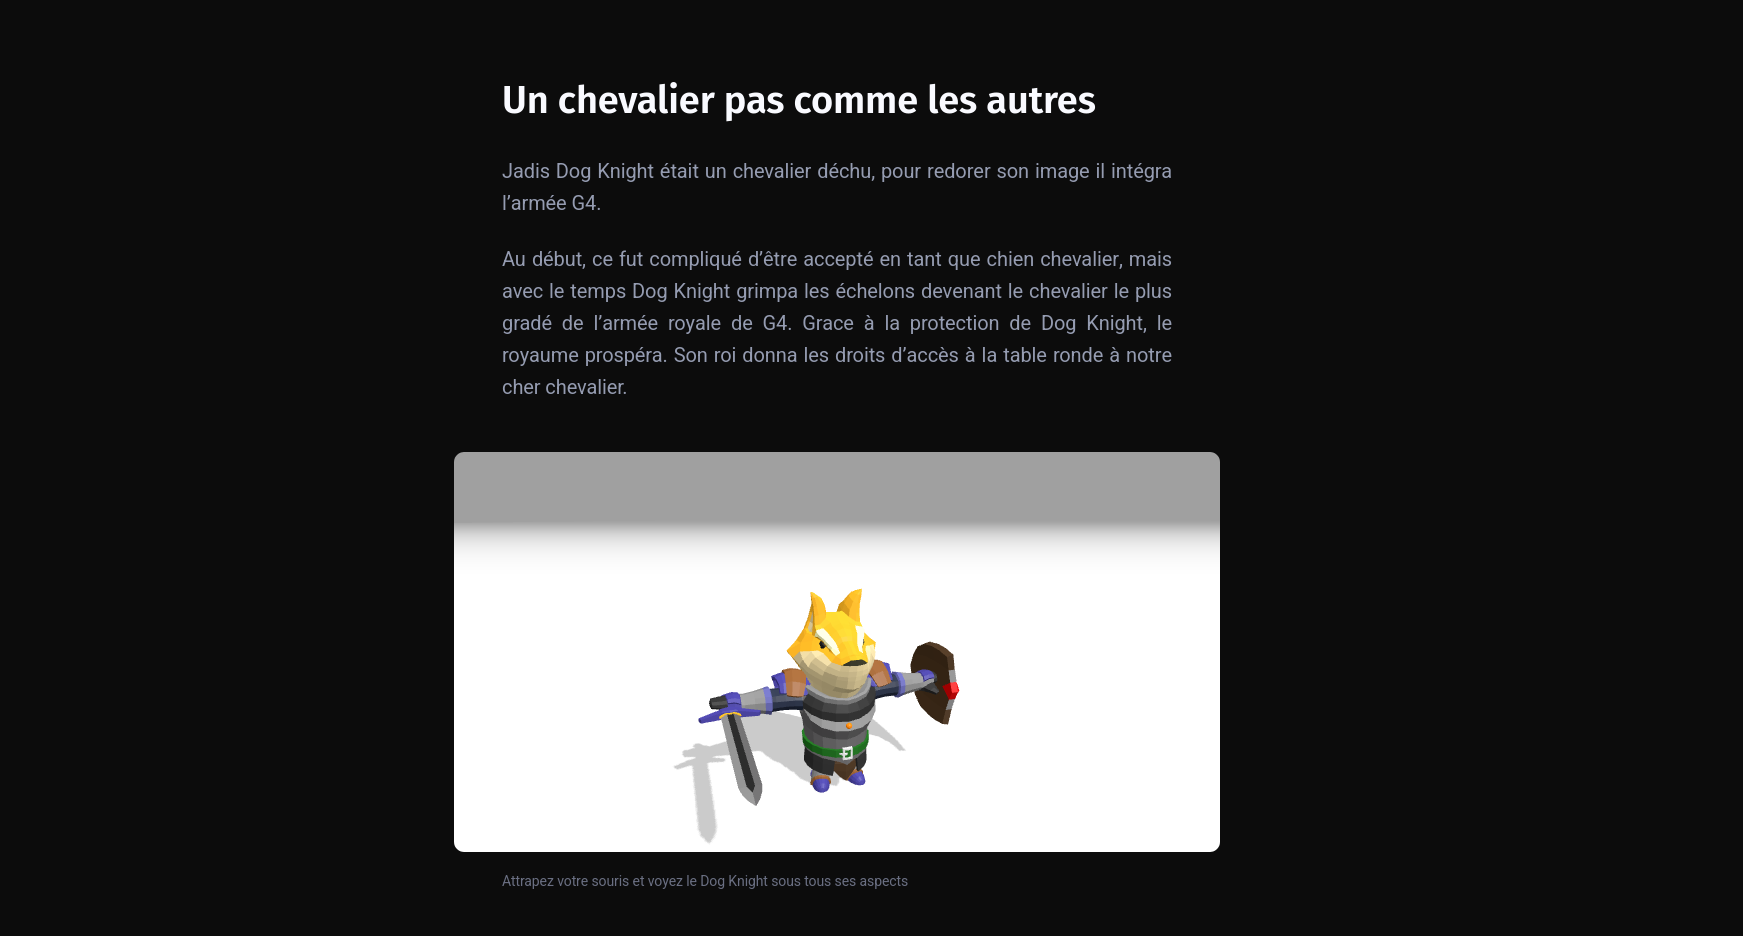 Un chevalier pas comme les autres
Jadis Dog Knight était un chevalier déchu, pour redorer son image il intégra
l’armée G4.
Au début, ce fut compliqué d’être accepté en tant que chien chevalier, mais
avec le temps Dog Knight grimpa les échelons devenant le chevalier le plus
gradé de l’armée royale de G4. Grace à la protection de Dog Knight, le
royaume prospéra. Son roi donna les droits d’accès à la table ronde à notre
cher chevalier.
Attrapez votre souris et voyez le Dog Knight sous tous ses aspects